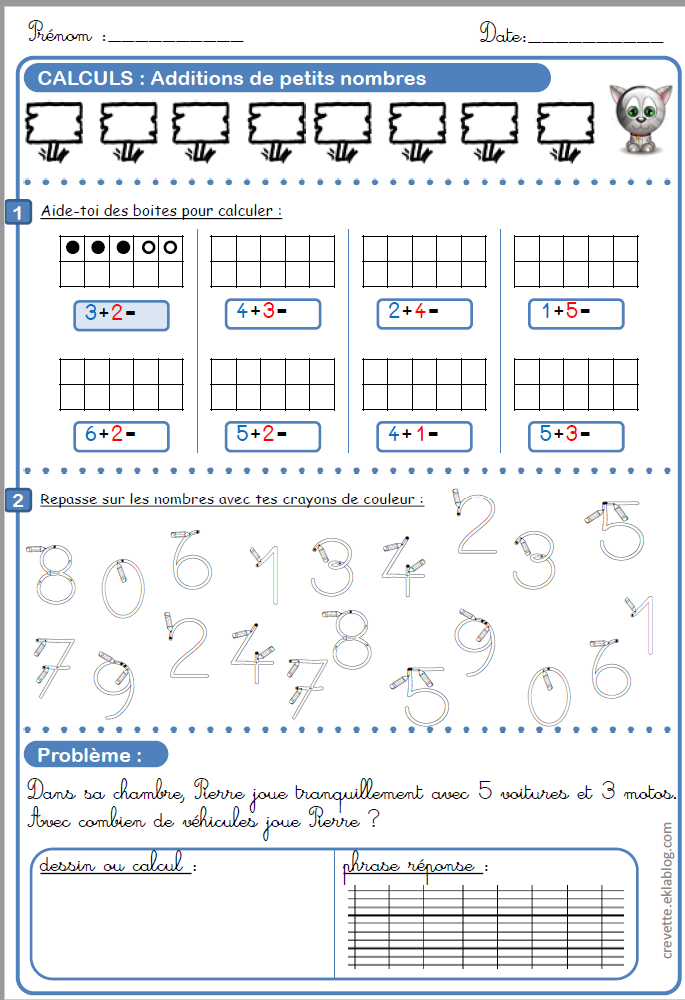 Prénom :__________ Date:__________
CALCULS : Additions de petits nombres
1 Aide-toi des boites pour calculer :
3+2= 4+3= 2+4= 1+5=
6+2= 5+2= 4+1= 5+3=
2 Repasse sur les nombres avec tes crayons de couleur :
8 0 6 1 3 4 2 3 5
7 9 2 4 7 8 5 9 0 6 1
Problème :
Dans sa chambre, Pierre joue tranquillement avec 5 voitures et 3 motos.
Avec combien de véhicules joue Pierre ?
dessin ou calcul : phrase réponse :
crevette.eklablog.com